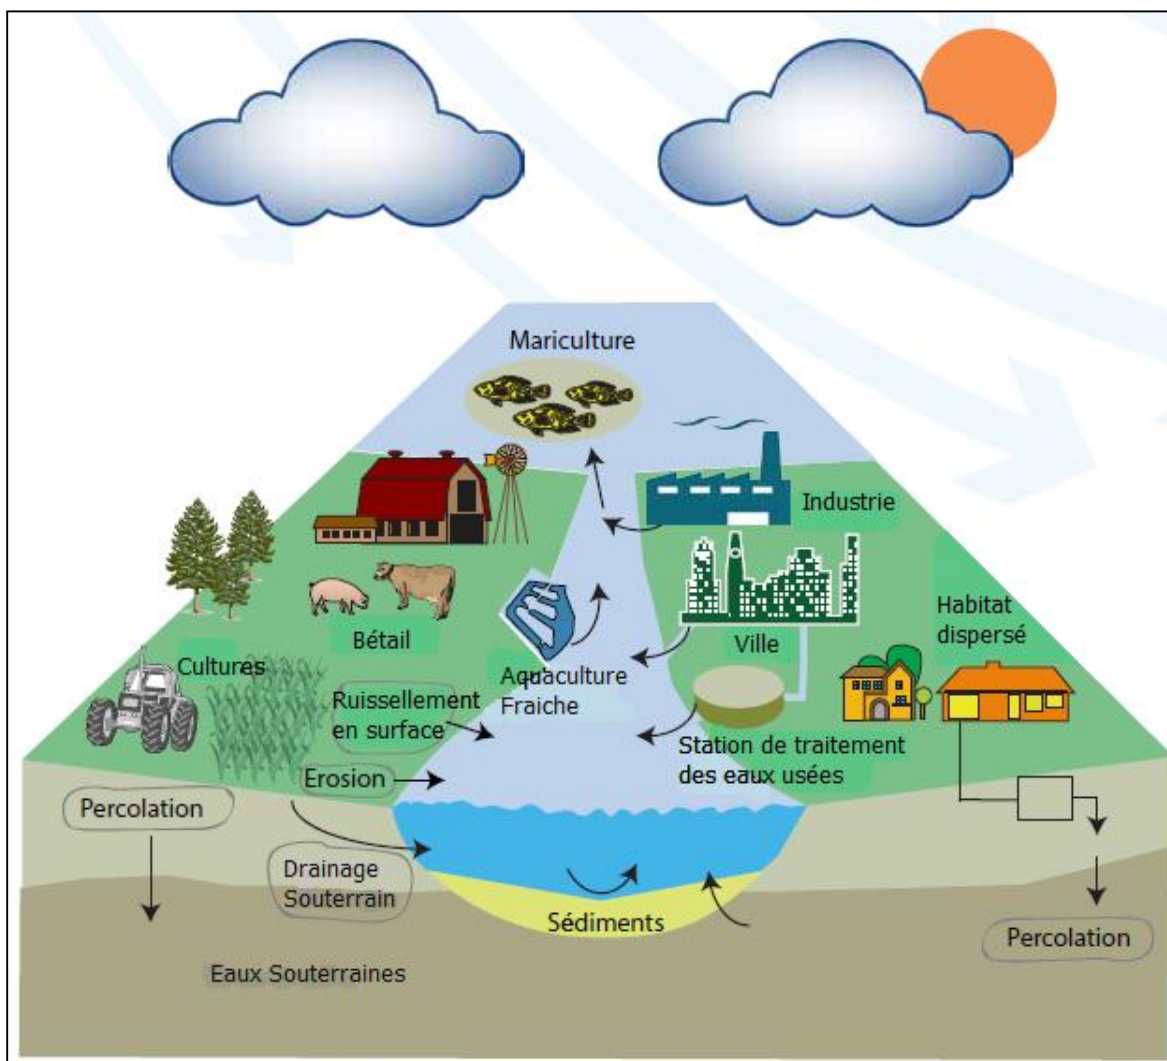 Mariculture
Industrie
Habitat
dispersé
Bétail
Ville
Cultures
Aquaculture
Fraiche
Ruissellement
en surface
Station de traitement
des eaux usées
Erosion
Percolation
Drainage
Souterrain
Sédiments
Percolation
Eaux Souterraines